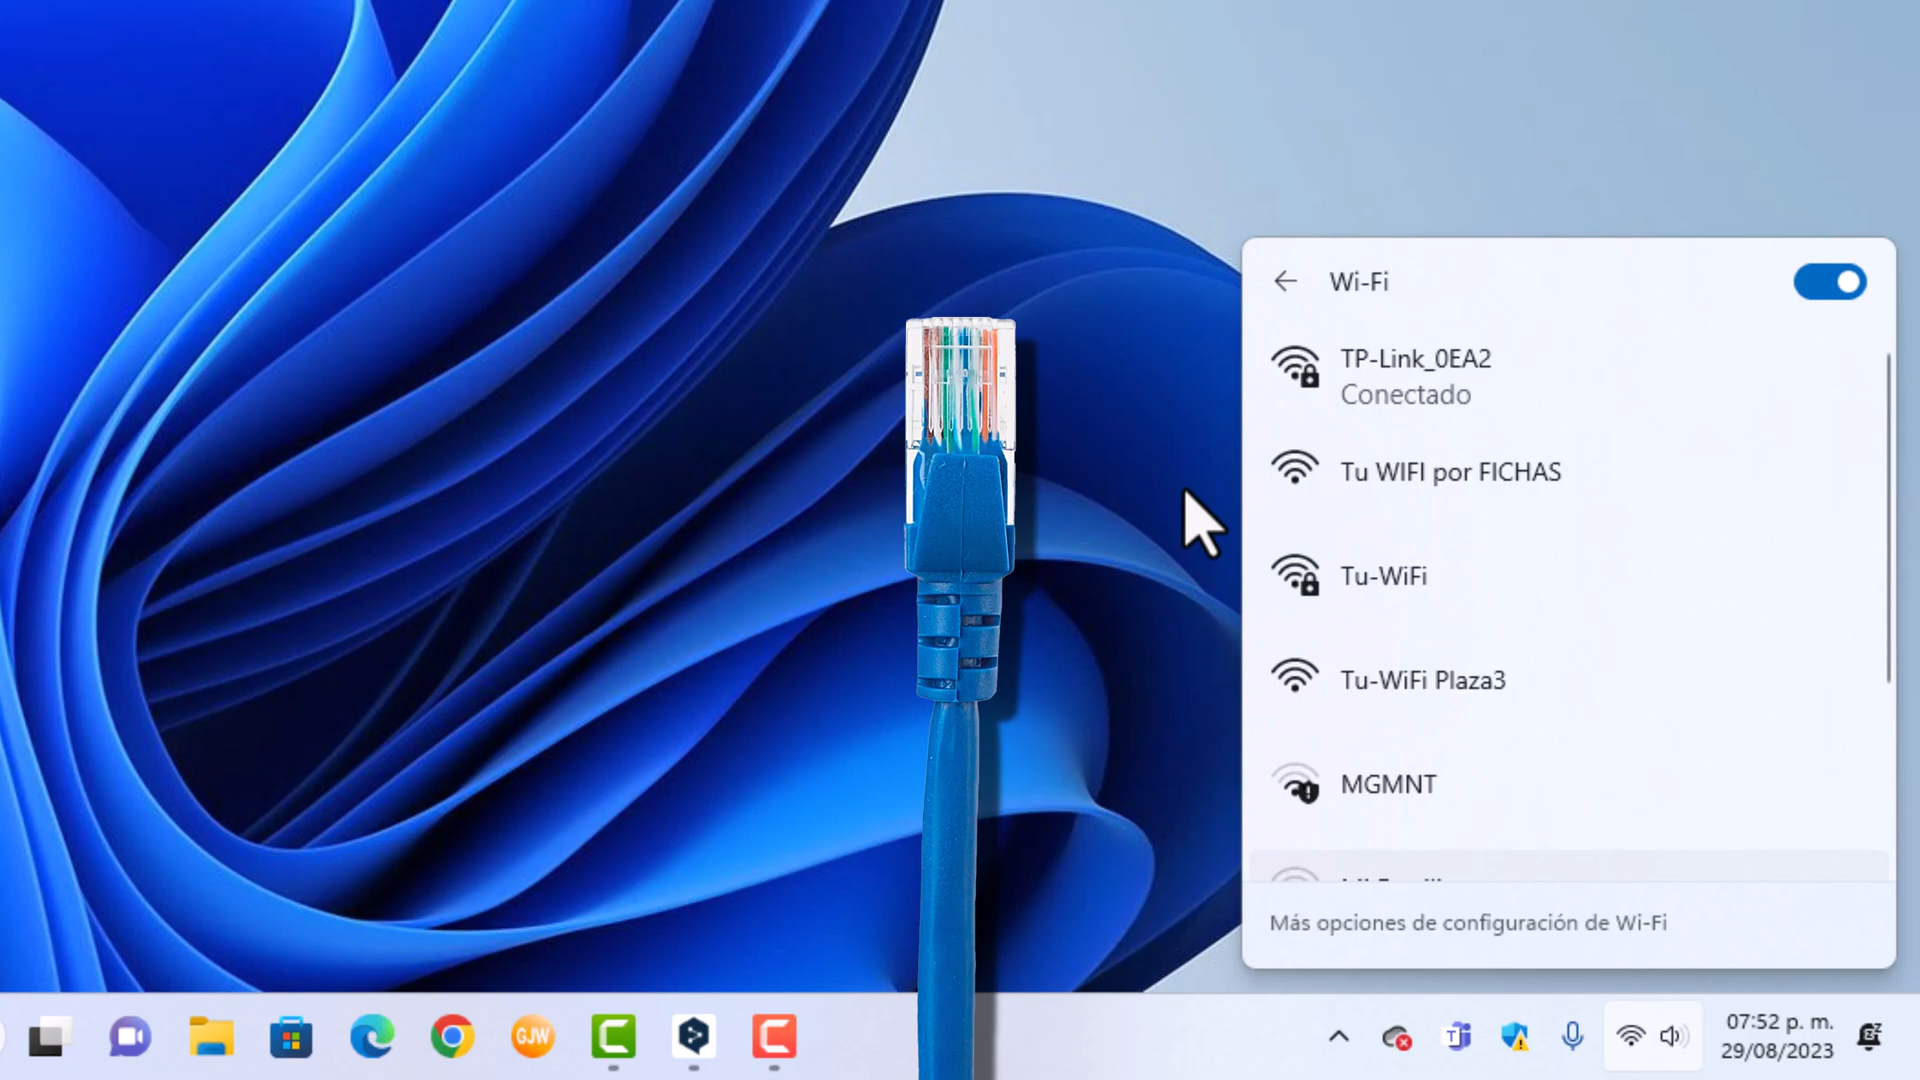 Wi-Fi
TP-Link_0EA2
Conectado
Tu WIFI por FICHAS
Tu-WiFi
Tu-WiFi Plaza3
MGMNT
Más opciones de configuración de Wi-Fi
GJW
07:52 p. m.
29/08/2023